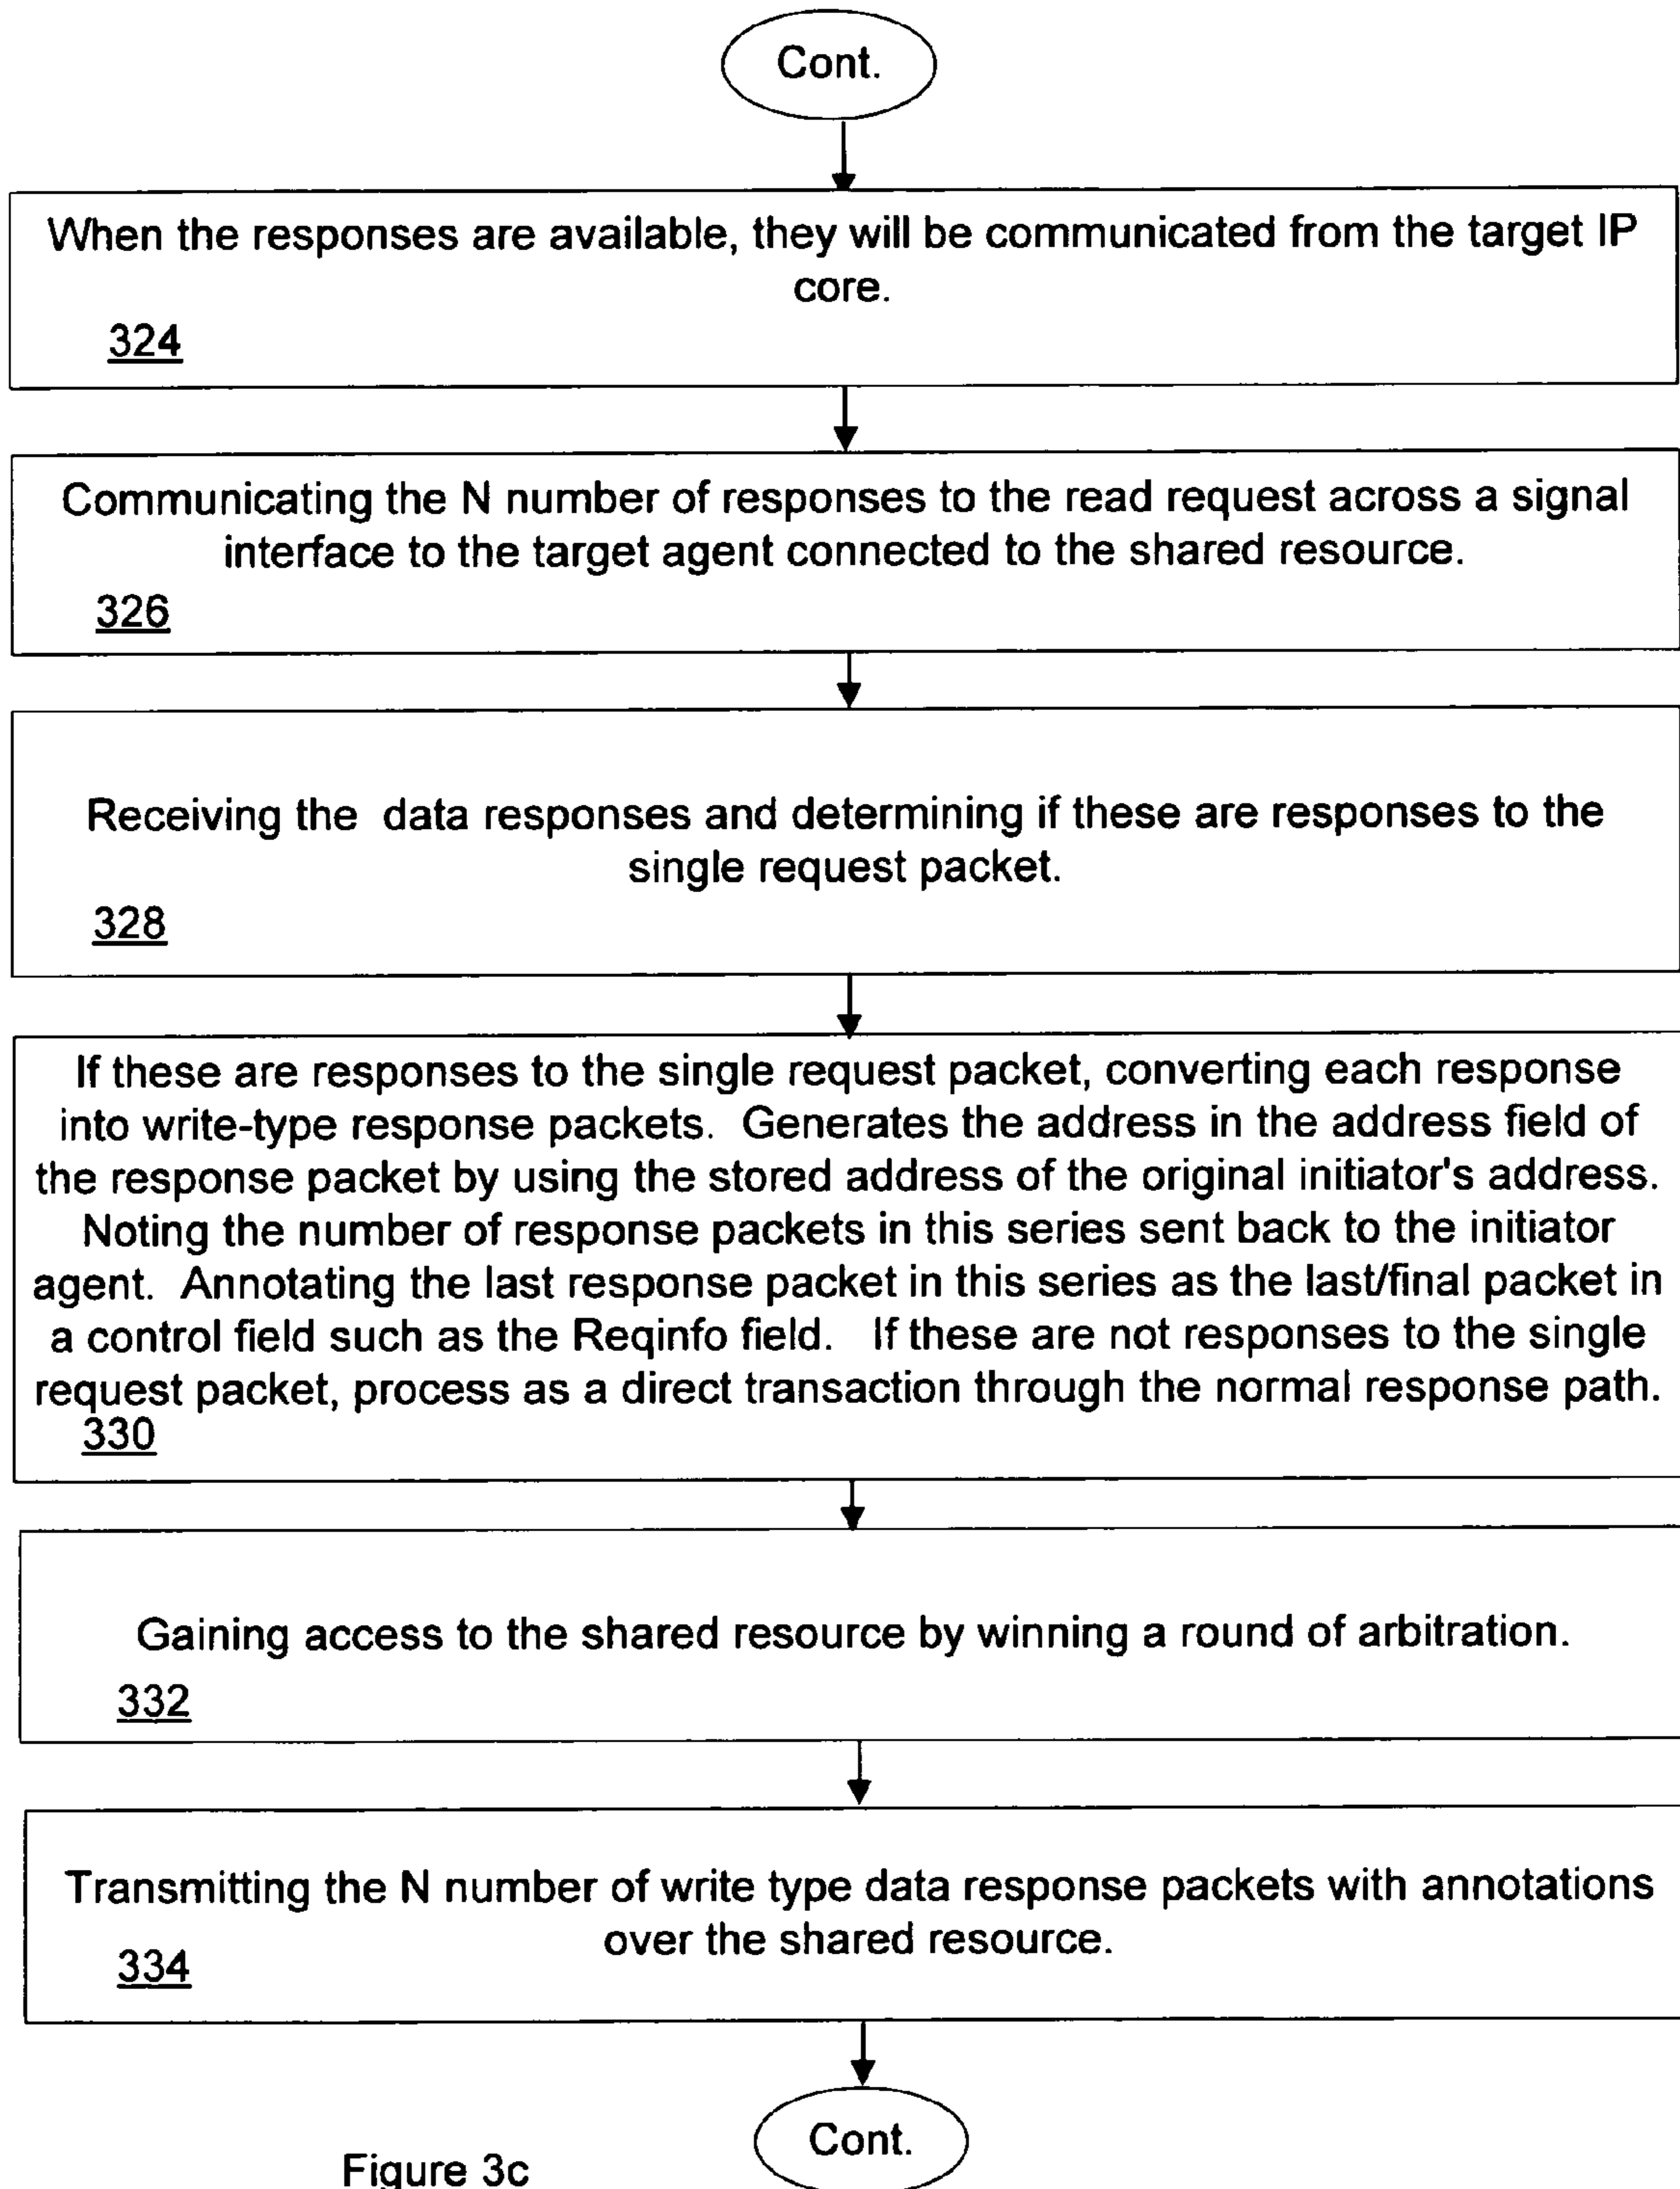 Cont.
When the responses are available, they will be communicated from the target IP
core.
324
Communicating the N number of responses to the read request across a signal
interface to the target agent connected to the shared resource.
326
Receiving the data responses and determining if these are responses to the
single request packet.
328
If these are responses to the single request packet, converting each response
into write-type response packets. Generates the address in the address field of
the response packet by using the stored address of the original initiator's address.
Noting the number of response packets in this series sent back to the initiator
agent. Annotating the last response packet in this series as the last/final packet in
a control field such as the Reqinfo field. If these are not responses to the single
request packet, process as a direct transaction through the normal response path.
330
Gaining access to the shared resource by winning a round of arbitration.
332
Transmitting the N number of write type data response packets with annotations
over the shared resource.
334
Cont.
Figure 3c